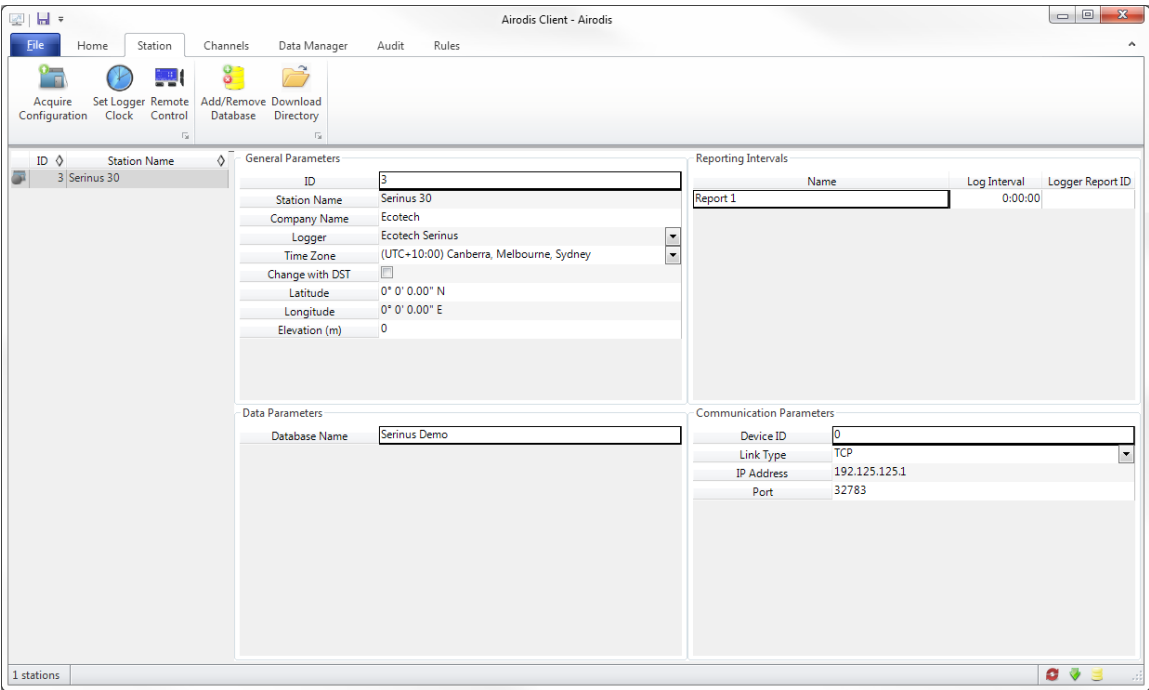 Airodis Client - Airodis
File Home Station Channels Data Manager Audit Rules
Acquire Configuration
Set Logger Clock
Remote Control
Add/Remove Database
Download Directory
ID Station Name
3 Serinus 30
General Parameters
ID 3
Station Name Serinus 30
Company Name Ecotech
Logger Ecotech Serinus
Time Zone (UTC+10:00) Canberra, Melbourne, Sydney
Change with DST
Latitude 0° 0' 0.00" N
Longitude 0° 0' 0.00" E
Elevation (m) 0
Reporting Intervals
Name Log Interval Logger Report ID
Report 1 0:00:00
Data Parameters
Database Name Serinus Demo
Communication Parameters
Device ID 0
Link Type TCP
IP Address 192.125.125.1
Port 32783
1 stations